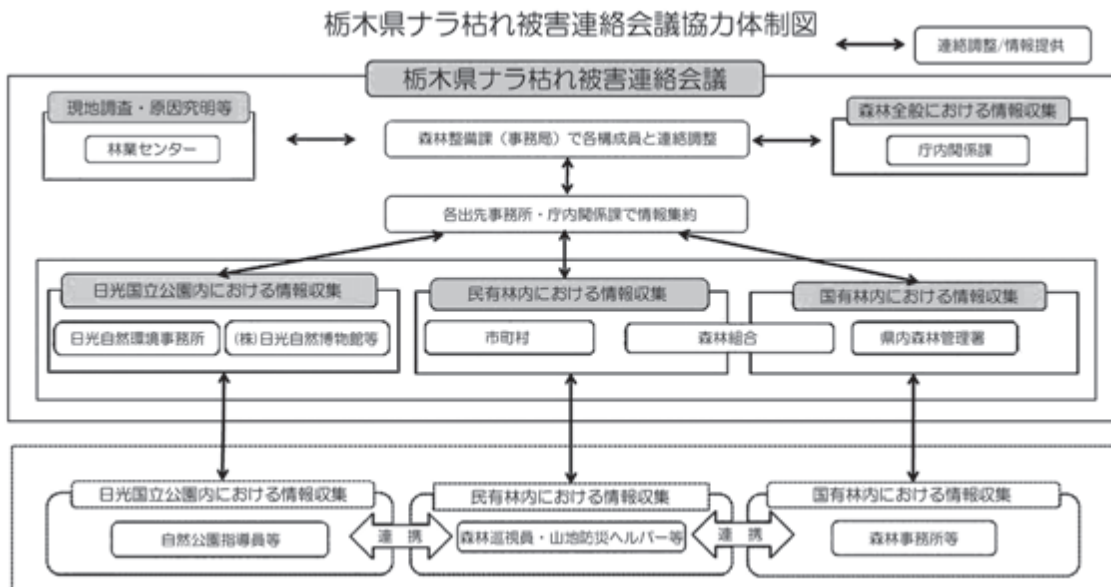 栃木県ナラ枯れ被害連絡会議協力体制図
連絡調整/情報提供
栃木県ナラ枯れ被害連絡会議
現地調査・原因究明等
林業センター
森林整備課（事務局）で各構成員と連絡調整
森林全般における情報収集
庁内関係課
各出先事務所・庁内関係課で情報集約
日光国立公園内における情報収集
日光自然環境事務所
(株)日光自然博物館等
民有林内における情報収集
市町村
森林組合
国有林内における情報収集
県内森林管理署
日光国立公園内における情報収集
自然公園指導員等
連携
民有林内における情報収集
森林巡視員・山地防災ヘルパー等
連携
国有林内における情報収集
森林事務所等